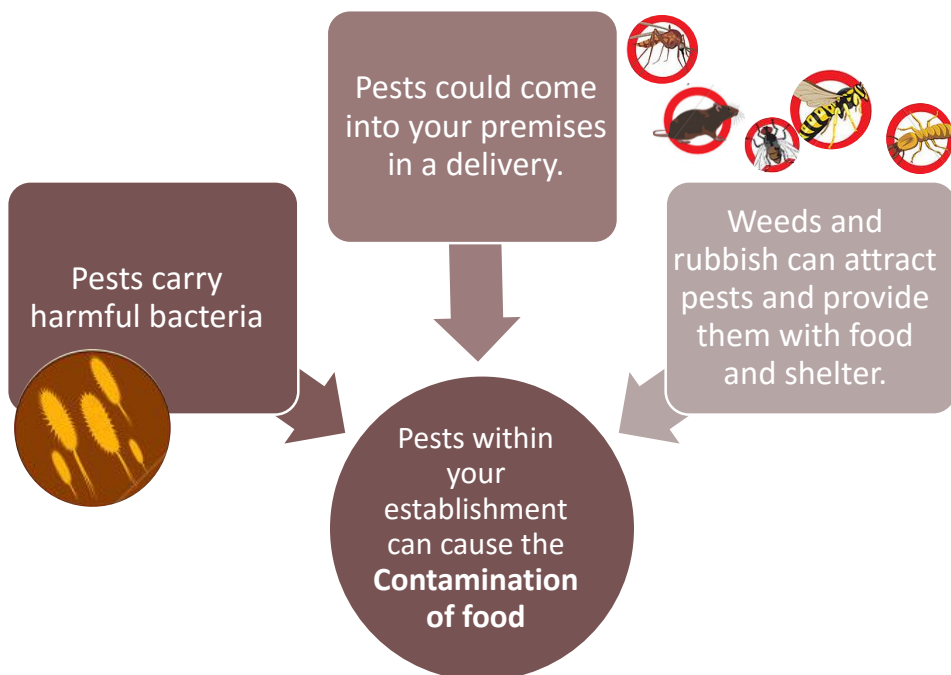 Pests could come
into your premises
in a delivery.
Pests carry
harmful bacteria
Weeds and
rubbish can attract
pests and provide
them with food
and shelter.
Pests within
your
establishment
can cause the
Contamination
of food